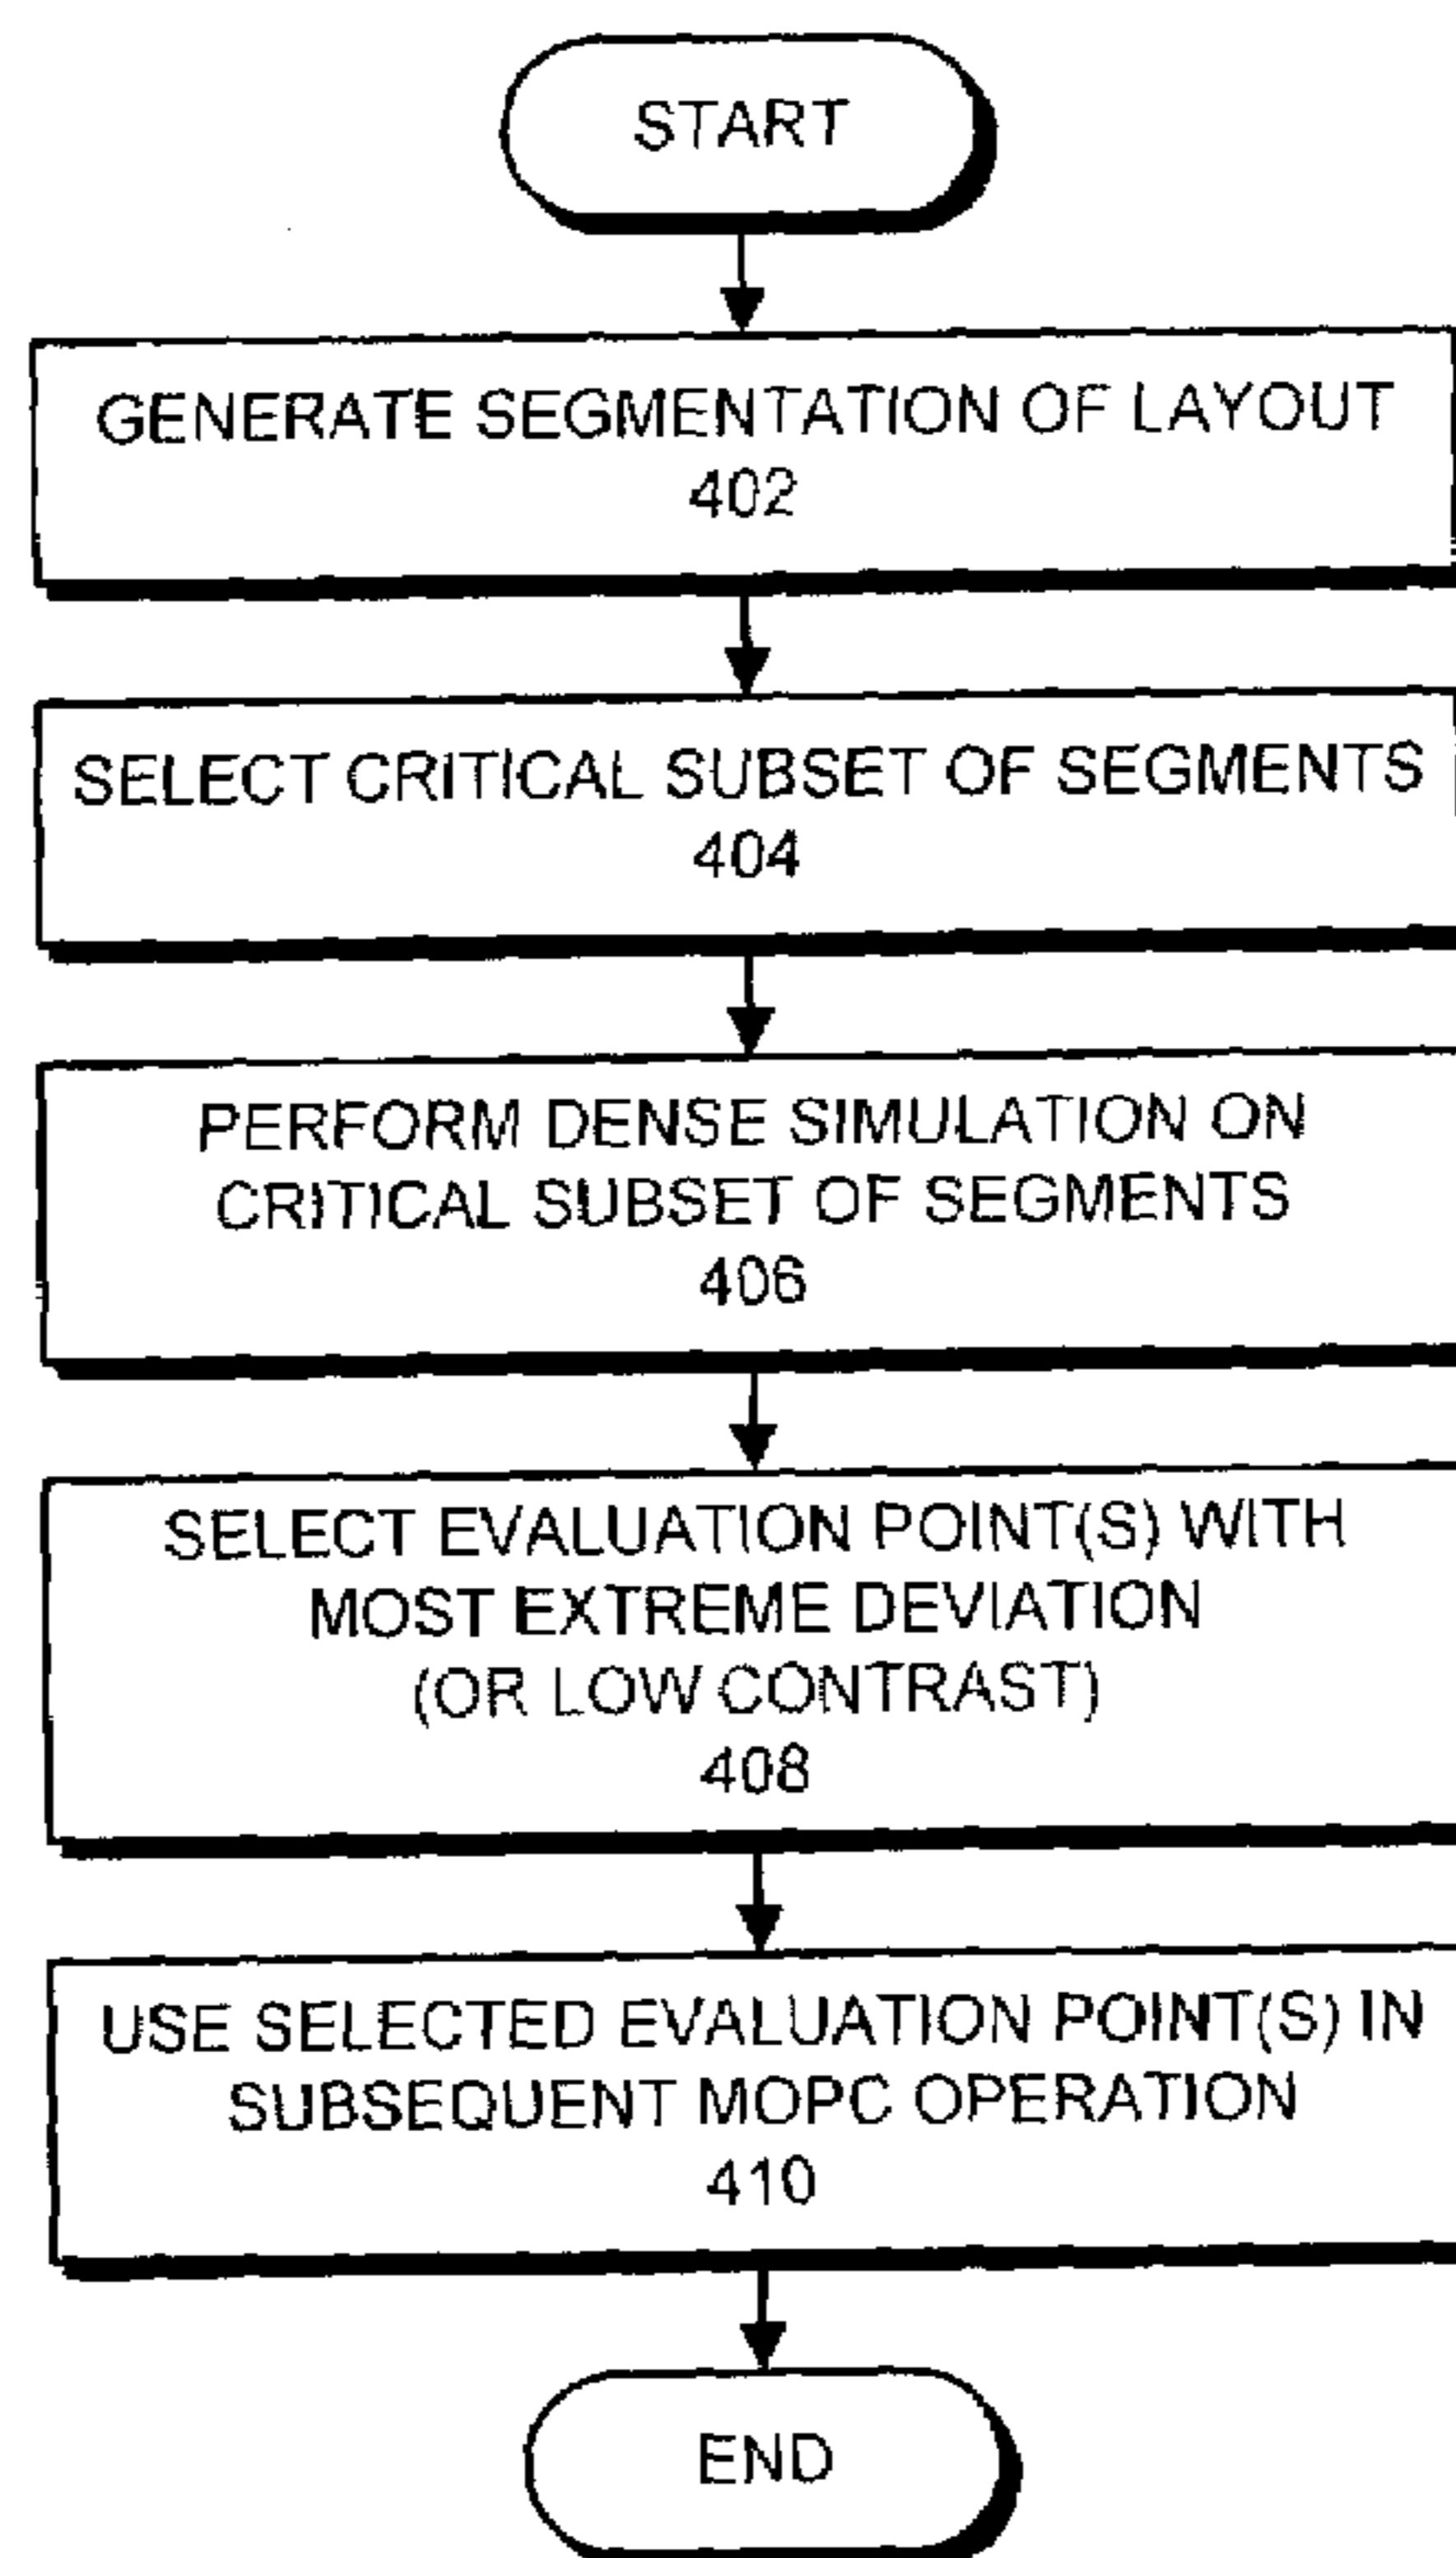 START
GENERATE SEGMENTATION OF LAYOUT
402
SELECT CRITICAL SUBSET OF SEGMENTS
404
PERFORM DENSE SIMULATION ON
CRITICAL SUBSET OF SEGMENTS
406
SELECT EVALUATION POINT(S) WITH
MOST EXTREME DEVIATION
(OR LOW CONTRAST)
408
USE SELECTED EVALUATION POINT(S) IN
SUBSEQUENT MOPC OPERATION
410
END